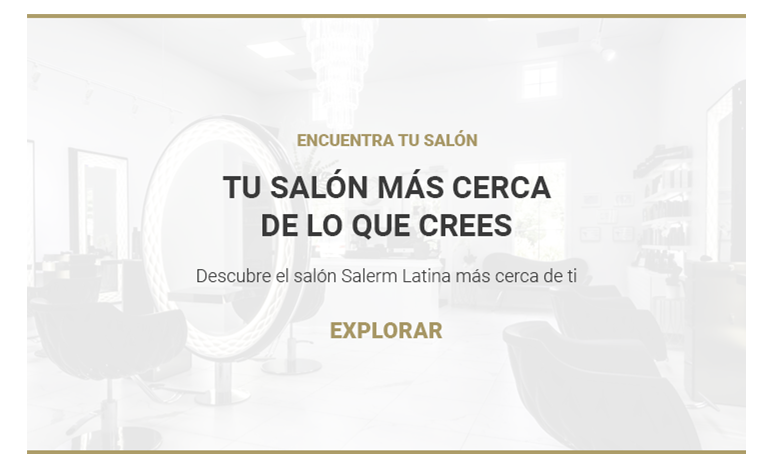 ENCUENTRA TU SALÓN
TU SALÓN MÁS CERCA
DE LO QUE CREES
Descubre el salón Salerm Latina más cerca de ti
EXPLORAR